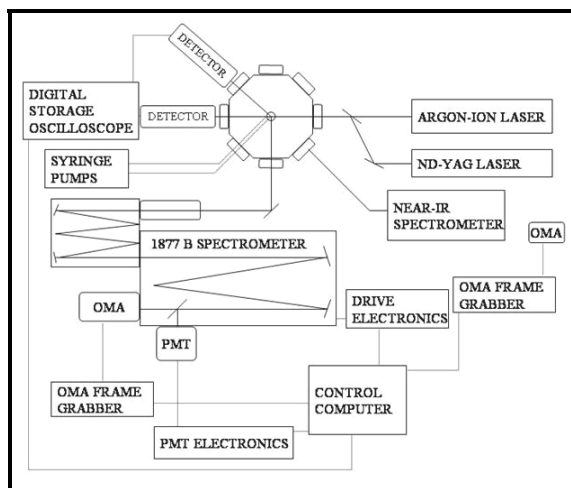 DETECTOR
DIGITAL
STORAGE
OSCILLOSCOPE
DETECTOR
ARGON-ION LASER
SYRINGE
PUMPS
ND-YAG LASER
NEAR-IR
SPECTROMETER
1877 B SPECTROMETER
OMA
OMA
DRIVE
ELECTRONICS
OMA FRAME
GRABBER
PMT
OMA FRAME
GRABBER
CONTROL
COMPUTER
PMT ELECTRONICS